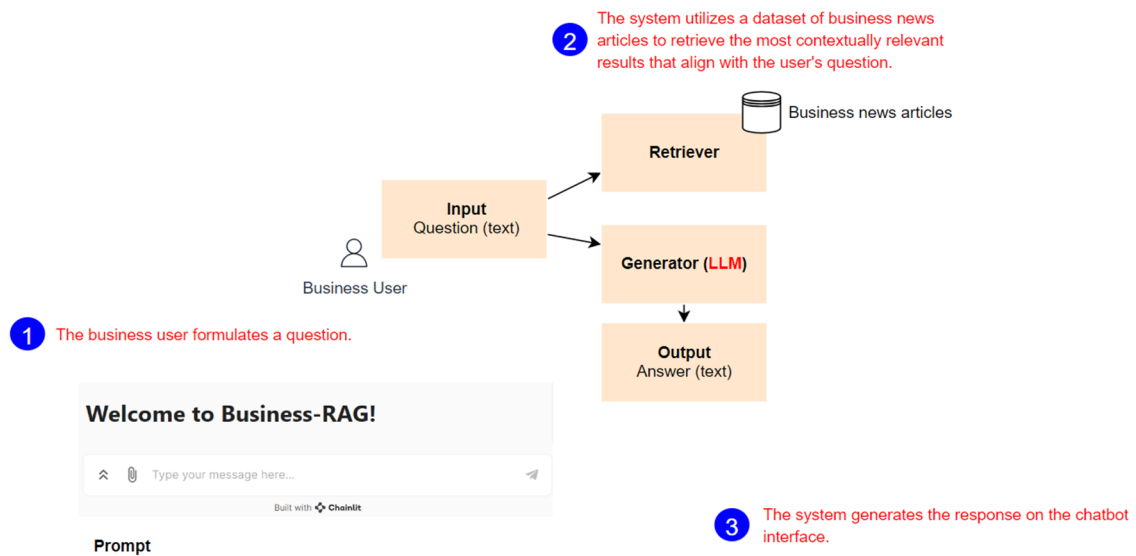 2
The system utilizes a dataset of business news
articles to retrieve the most contextually relevant
results that align with the user's question.
Business news articles
Retriever
Input
Question (text)
Generator (LLM)
Business User
1
The business user formulates a question.
Output
Answer (text)
Welcome to Business-RAG!
Type your message here...
Built with Chainlit
3
The system generates the response on the chatbot
interface.
Prompt